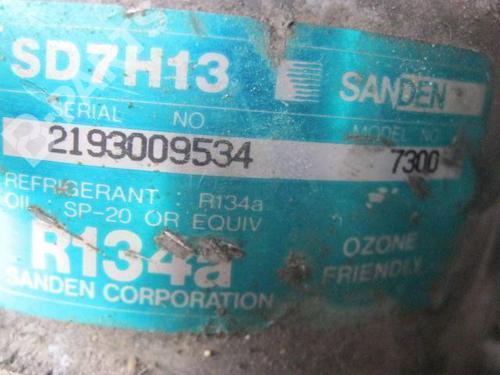 SD7H13
SANDEN
SERIAL NO
MODEL NO
2193009534
7300
REFRIGERANT : R134a
OIL : SP-20 OR EQUIV
R134a
OZONE
FRIENDLY
SANDEN CORPORATION